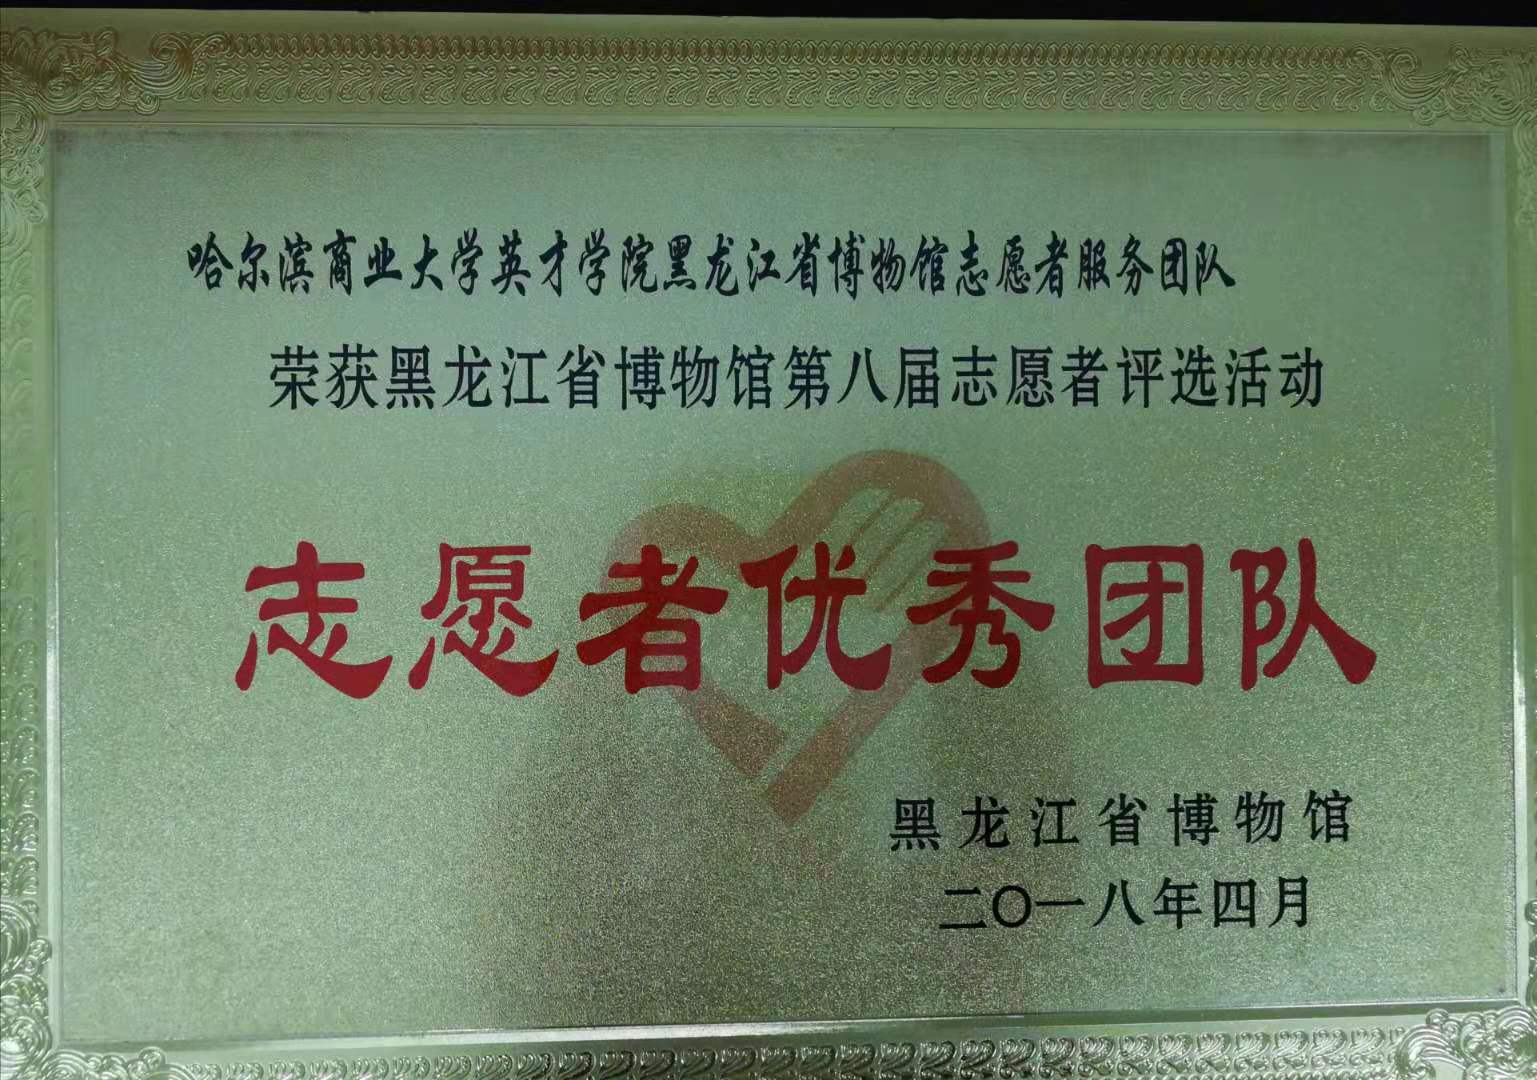 哈尔滨商业大学英才学院黑龙江省博物馆志愿者服务团队
荣获黑龙江省博物馆第八届志愿者评选活动
志愿者优秀团队
黑龙江省博物馆
二〇一八年四月